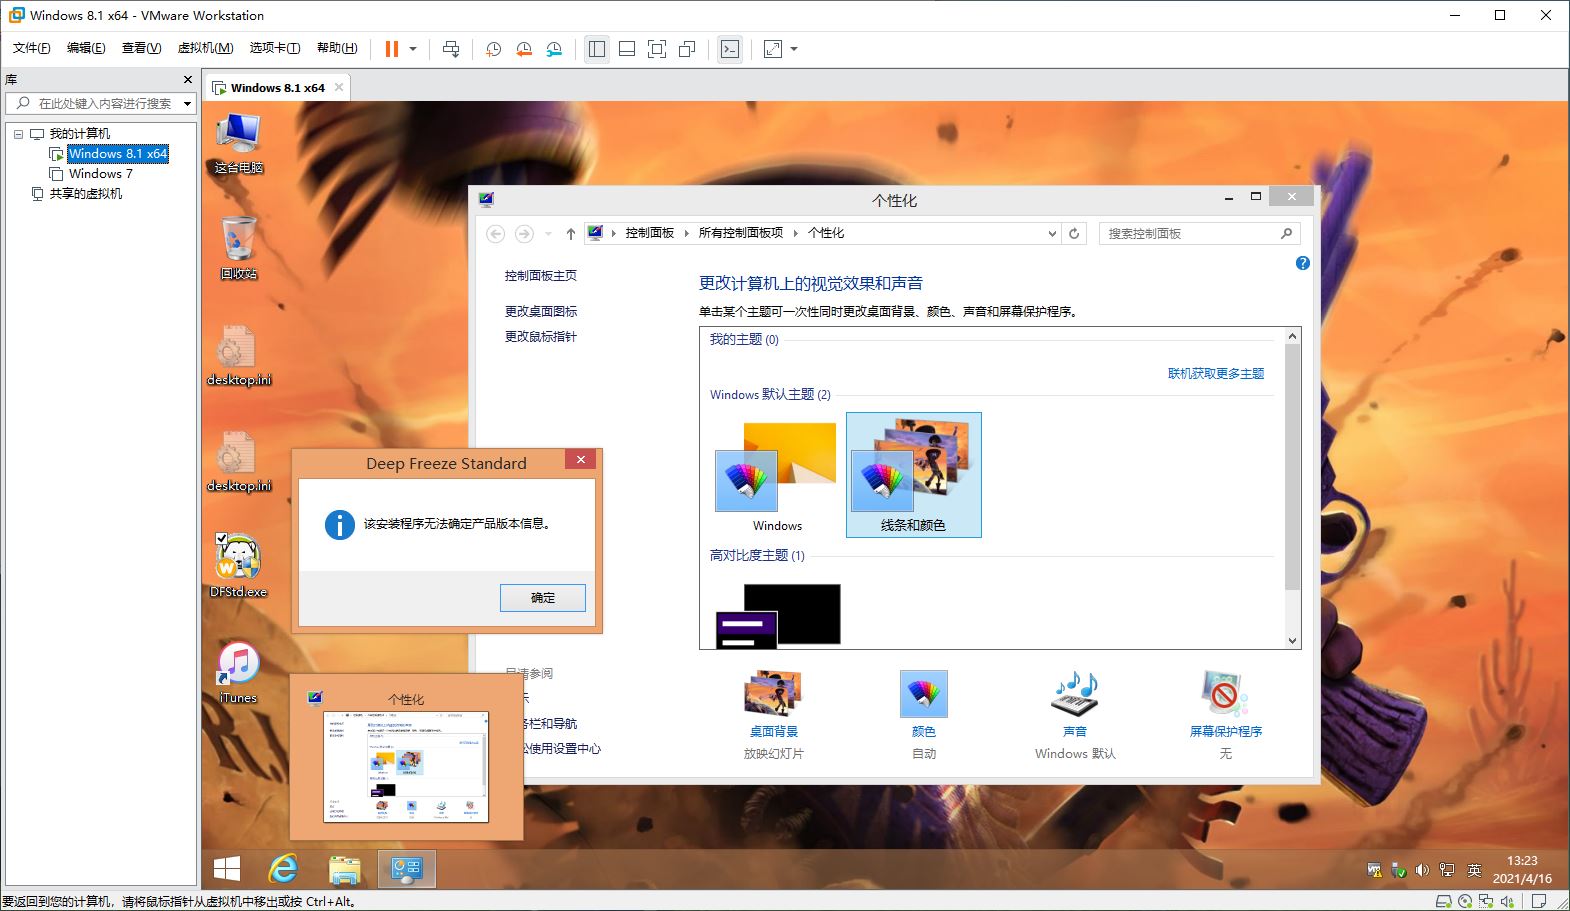 Windows 8.1 x64 - VMware Workstation
文件(F) 编辑(E) 查看(V) 虚拟机(M) 选项卡(T) 帮助(H)
库
在此处键入内容进行搜索
我的计算机
Windows 8.1 x64
Windows 7
共享的虚拟机
Windows 8.1 x64
这台电脑
回收站
desktop.ini
desktop.ini
DFStd.exe
iTunes
个性化
控制面板 所有控制面板项 个性化
搜索控制面板
控制面板主页
更改桌面图标
更改鼠标指针
更改计算机上的视觉效果和声音
单击某个主题可一次性同时更改桌面背景、颜色、声音和屏幕保护程序。
我的主题 (0)
联机获取更多主题
Windows 默认主题 (2)
Windows
线条和颜色
高对比度主题 (1)
桌面背景
放映幻灯片
颜色
自动
声音
Windows 默认
屏幕保护程序
无
Deep Freeze Standard
该安装程序无法确定产品版本信息。
确定
另请参阅
示
务栏和导航
松使用设置中心
个性化
英
13:23
2021/4/16
要返回到您的计算机，请将鼠标指针从虚拟机中移出或按 Ctrl+Alt。